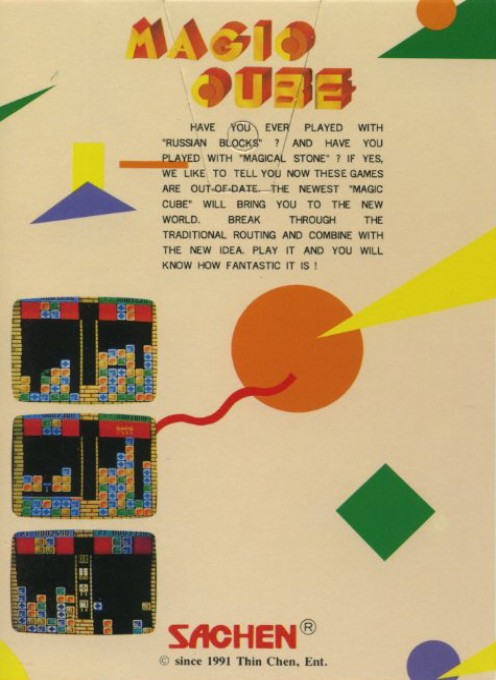 MAGIC
CUBE
HAVE YOU EVER PLAYED WITH
"RUSSIAN BLOCKS" ? AND HAVE YOU
PLAYED WITH "MAGICAL STONE" ? IF YES,
WE LIKE TO TELL YOU NOW THESE GAMES
ARE OUT-OF-DATE. THE NEWEST "MAGIC
CUBE" WILL BRING YOU TO THE NEW
WORLD. BREAK THROUGH THE
TRADITIONAL ROUTING AND COMBINE WITH
THE NEW IDEA. PLAY IT AND YOU WILL
KNOW HOW FANTASTIC IT IS !
SACHEN®
© since 1991 Thin Chen, Ent.